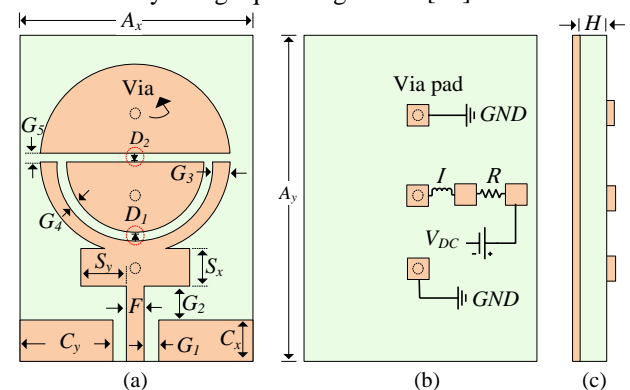 A_x
H
Via
G_5
D_2
G_3
G_4
D_1
S_y
S_x
F
G_2
C_y
G_1
C_x
(a)
A_y
Via pad
GND
I
R
V_DC
- +
GND
(b)
(c)